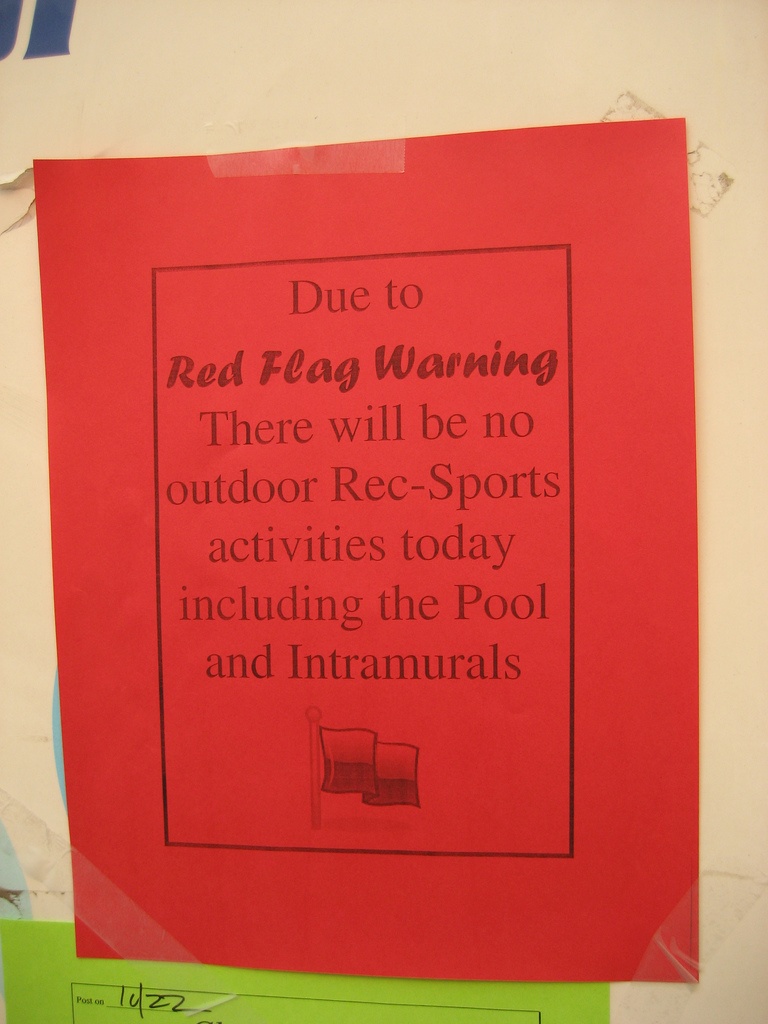 Due to
Red Flag Warning
There will be no
outdoor Rec-Sports
activities today
including the Pool
and Intramurals
Post on 10/22